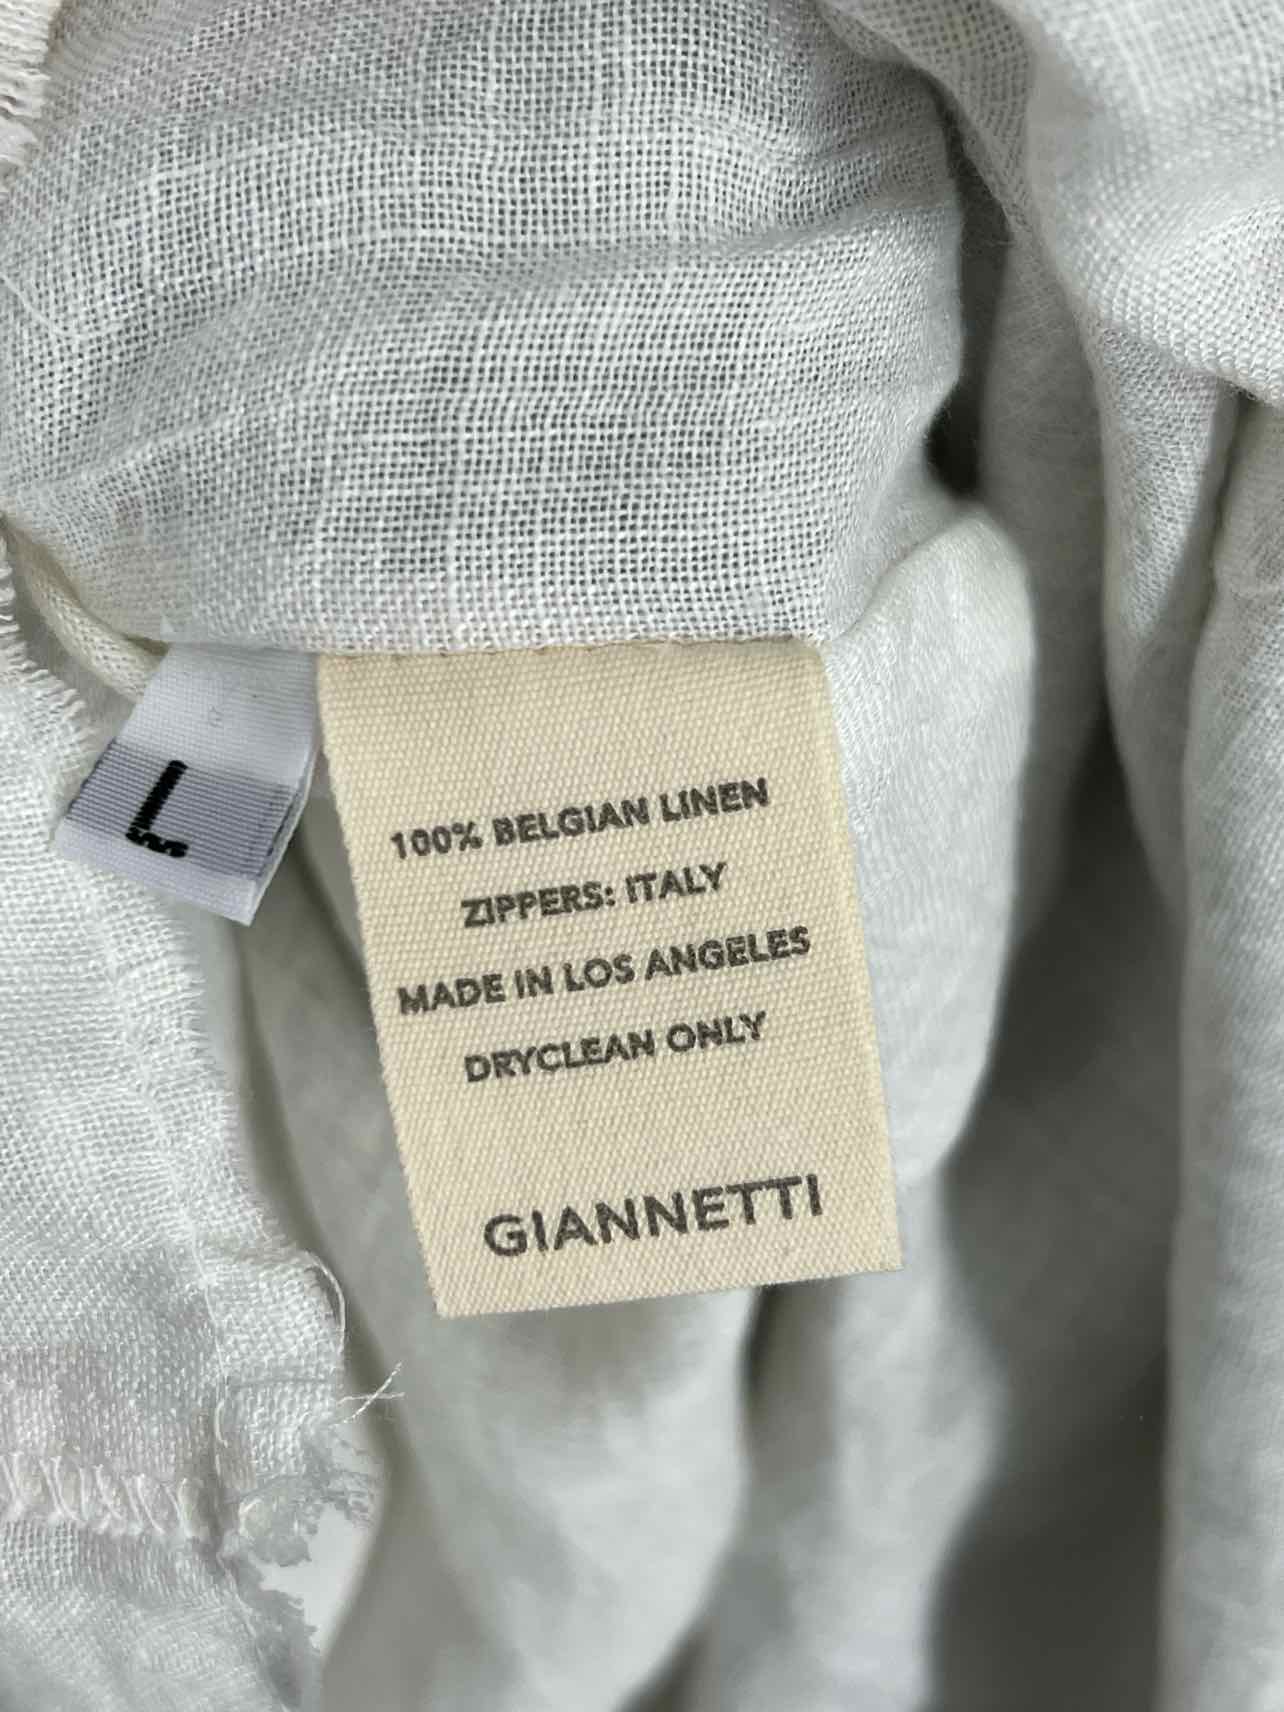 L
100% BELGIAN LINEN
ZIPPERS: ITALY
MADE IN LOS ANGELES
DRYCLEAN ONLY
GIANNETTI